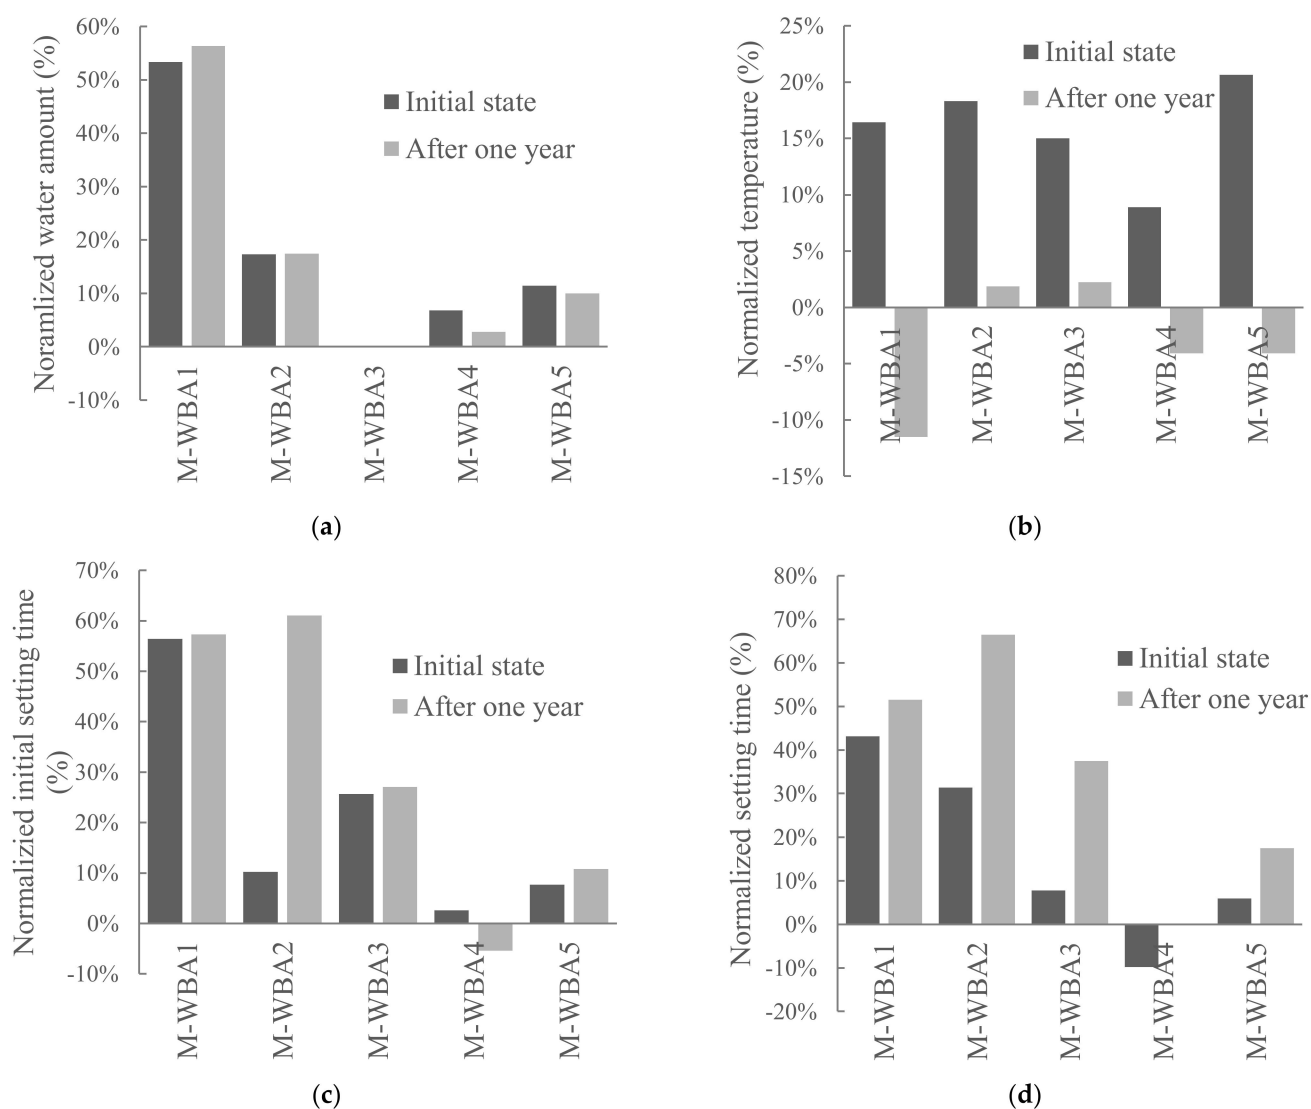 60%
50%
40%
30%
20%
10%
0%
-10%
Noramlized water amount (%)
Initial state
After one year
M-WBA1
M-WBA2
M-WBA3
M-WBA4
M-WBA5
(a)
25%
20%
15%
10%
5%
0%
-5%
-10%
-15%
Normalized temperature (%)
Initial state
After one year
M-WBA1
M-WBA2
M-WBA3
M-WBA4
M-WBA5
(b)
70%
60%
50%
40%
30%
20%
10%
0%
-10%
Normalizied initial setting time
(%)
Initial state
After one year
M-WBA1
M-WBA2
M-WBA3
M-WBA4
M-WBA5
(c)
80%
70%
60%
50%
40%
30%
20%
10%
0%
-10%
-20%
Normalized setting time (%)
Initial state
After one year
M-WBA1
M-WBA2
M-WBA3
M-WBA4
M-WBA5
(d)